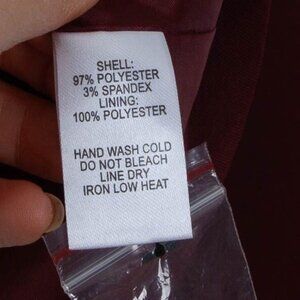 SHELL:
97% POLYESTER
3% SPANDEX
LINING:
100% POLYESTER
HAND WASH COLD
DO NOT BLEACH
LINE DRY
IRON LOW HEAT